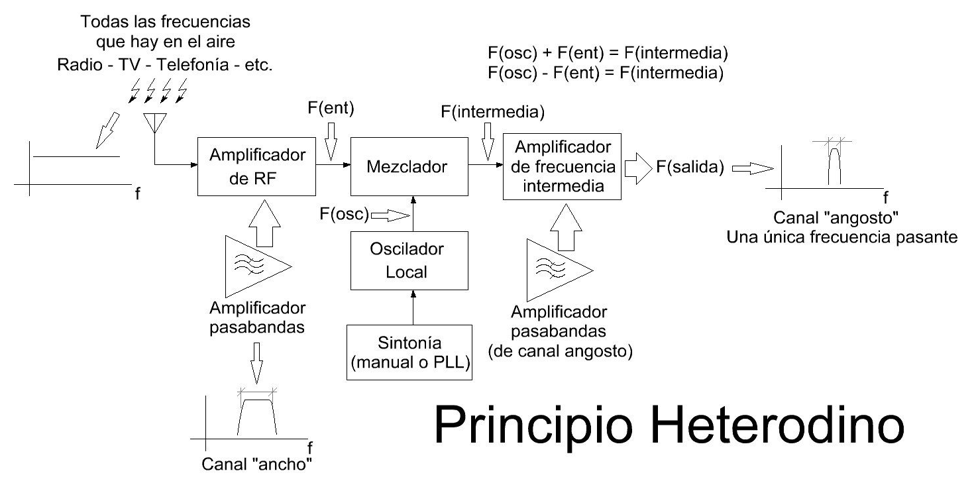 Todas las frecuencias
que hay en el aire
Radio - TV - Telefonía - etc.
F(osc) + F(ent) = F(intermedia)
F(osc) - F(ent) = F(intermedia)
F(ent)
F(intermedia)
f
Amplificador
de RF
Mezclador
Amplificador
de frecuencia
intermedia
F(salida)
f
Canal "angosto"
Una única frecuencia pasante
F(osc)
Oscilador
Local
Amplificador
pasabandas
Amplificador
pasabandas
(de canal angosto)
Sintonía
(manual o PLL)
f
Canal "ancho"
Principio Heterodino